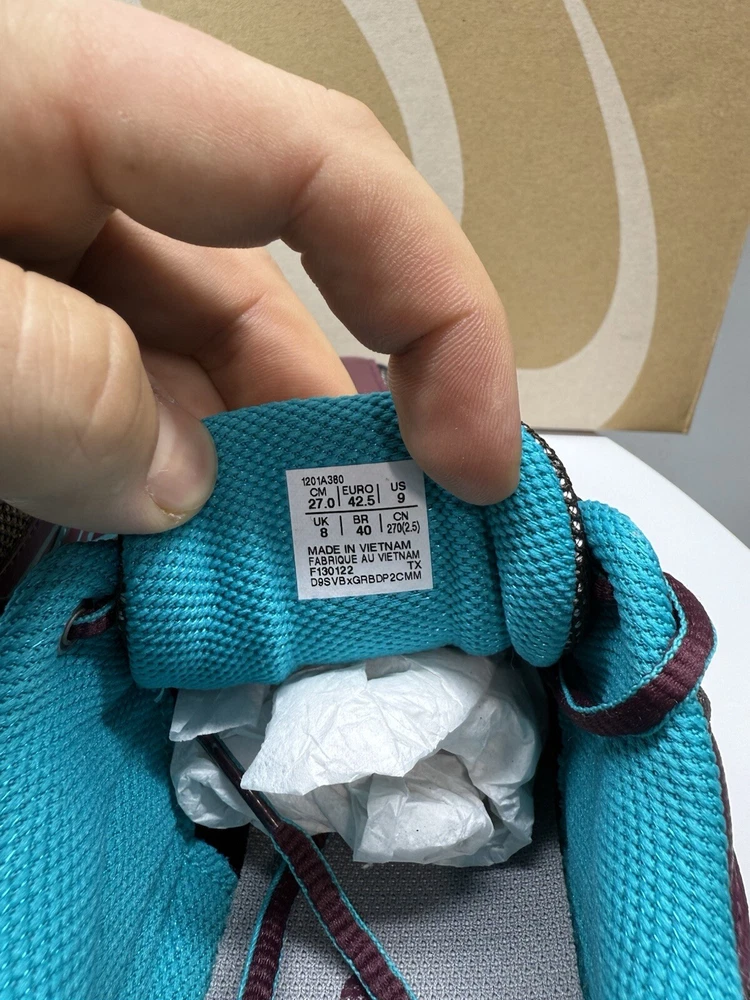 1201A380
CM EURO US
27.0 42.5 9
UK BR CN
8 40 270(2.5)
MADE IN VIETNAM
FABRIQUE AU VIETNAM
F130122 TX
D9SVBxGRBDP2CMM